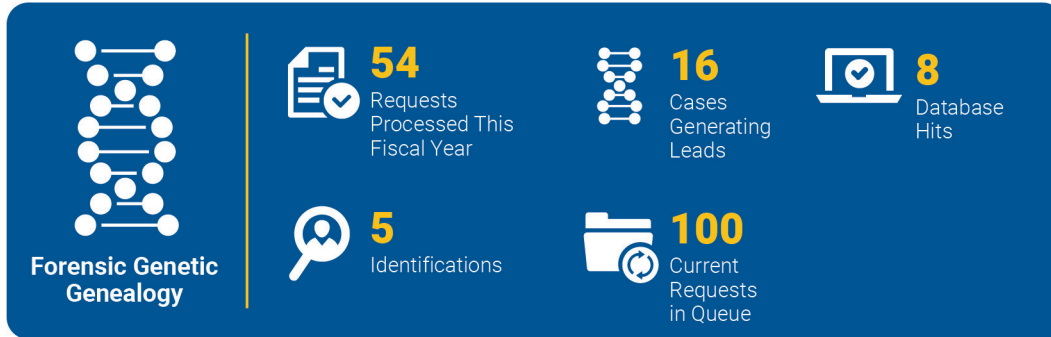 Forensic Genetic
Genealogy
54
Requests
Processed This
Fiscal Year
16
Cases
Generating
Leads
8
Database
Hits
5
Identifications
100
Current
Requests
in Queue